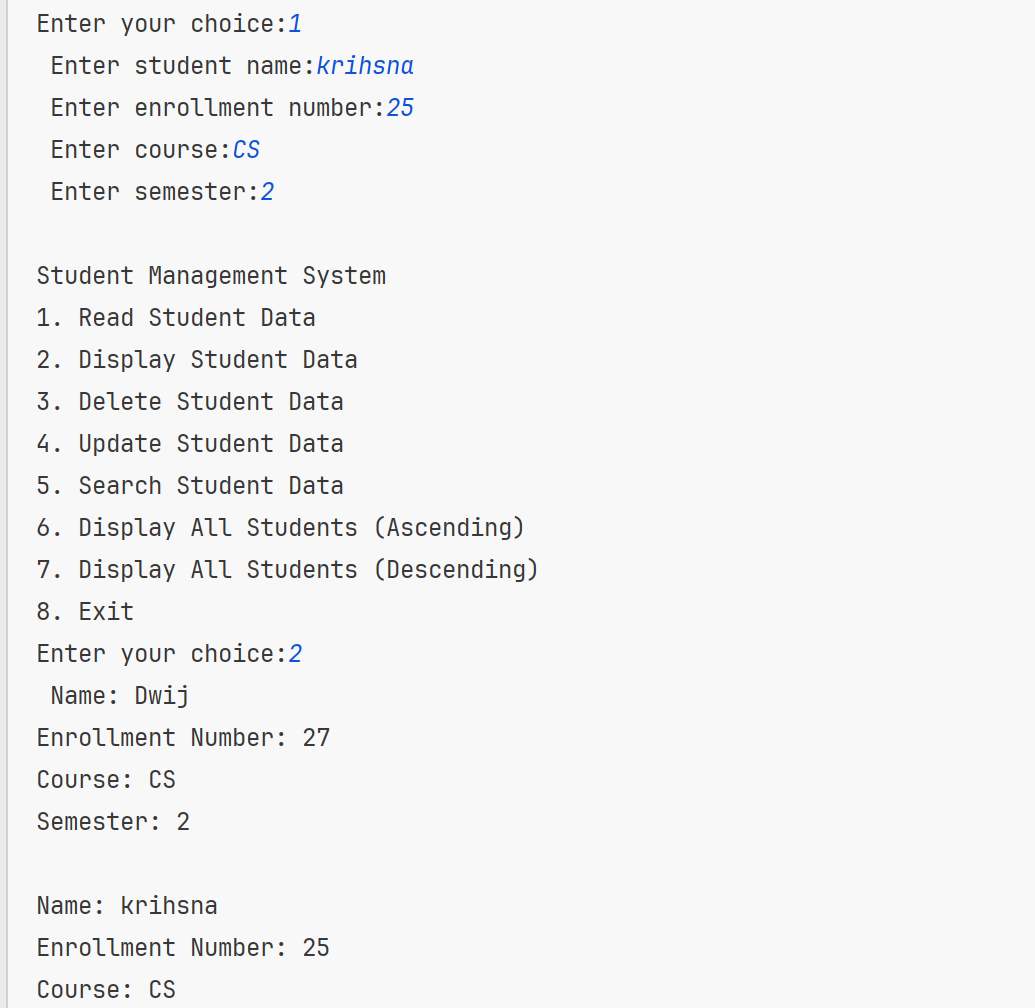 Enter your choice:1
Enter student name:krihsna
Enter enrollment number:25
Enter course:CS
Enter semester:2
Student Management System
1. Read Student Data
2. Display Student Data
3. Delete Student Data
4. Update Student Data
5. Search Student Data
6. Display All Students (Ascending)
7. Display All Students (Descending)
8. Exit
Enter your choice:2
Name: Dwij
Enrollment Number: 27
Course: CS
Semester: 2
Name: krihsna
Enrollment Number: 25
Course: CS